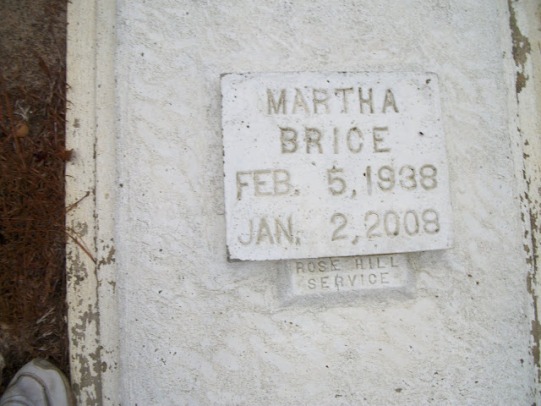 MARTHA
BRICE
FEB. 5, 1938
JAN. 2, 2008
ROSE HILL
SERVICE